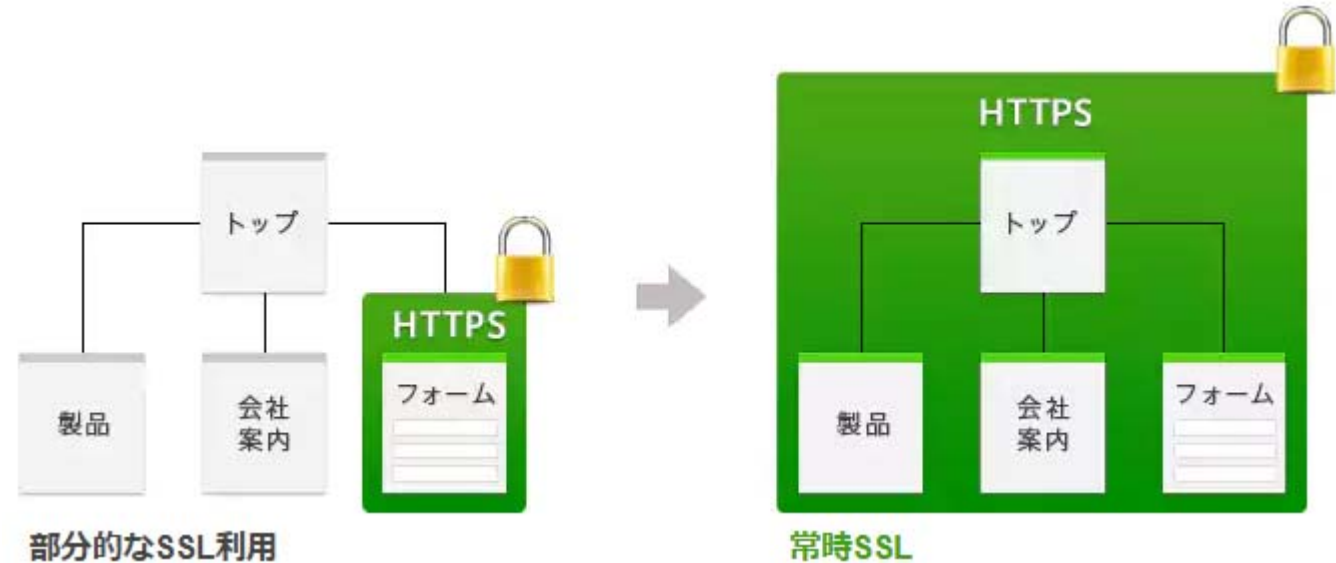 トップ
HTTPS
製品
会社
案内
フォーム
部分的なSSL利用
HTTPS
トップ
製品
会社
案内
フォーム
常時SSL